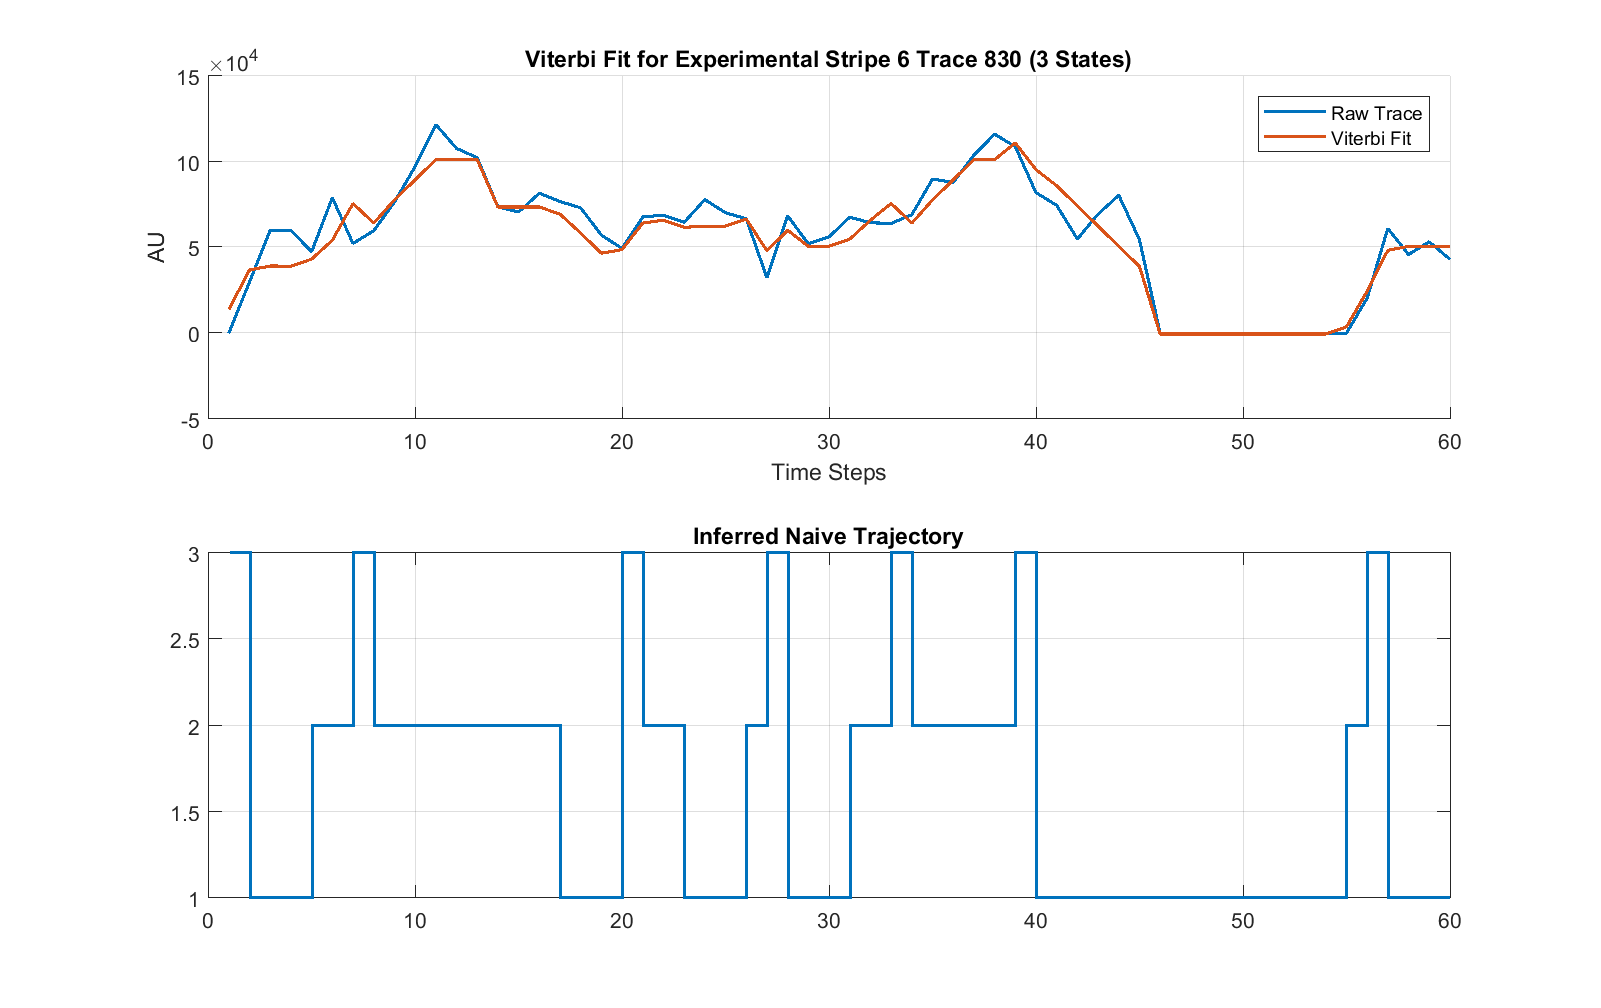 Viterbi Fit for Experimental Stripe 6 Trace 830 (3 States)
×10⁴
15
10
5
0
-5
AU
Raw Trace
Viterbi Fit
0 10 20 30 40 50 60
Time Steps
Inferred Naive Trajectory
3
2.5
2
1.5
1
0 10 20 30 40 50 60